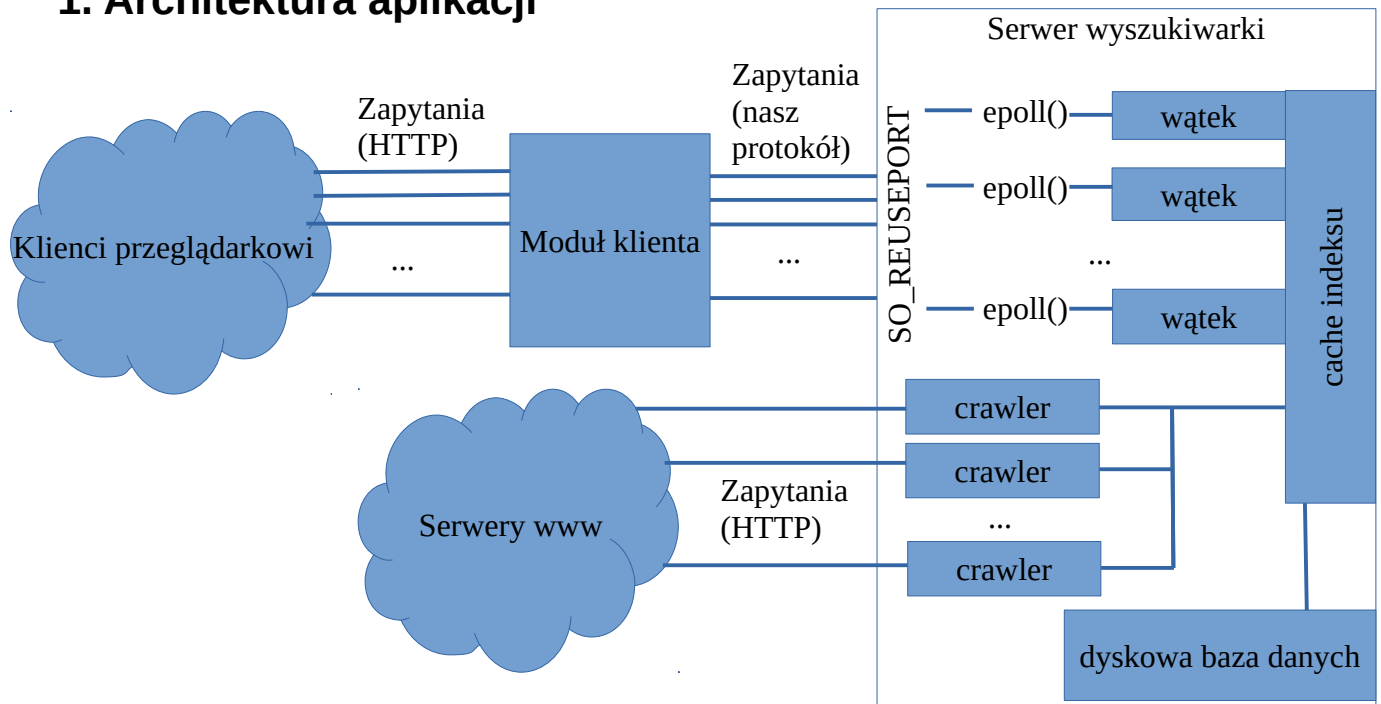 1. Architektura aplikacji
Serwer wyszukiwarki
Zapytania
(HTTP)
Zapytania
(nasz
protokół)
Klienci przeglądarkowi
...
Moduł klienta
...
SO_REUSEPORT
epoll()
wątek
epoll()
wątek
...
epoll()
wątek
cache indeksu
Serwery www
Zapytania
(HTTP)
crawler
crawler
...
crawler
dyskowa baza danych